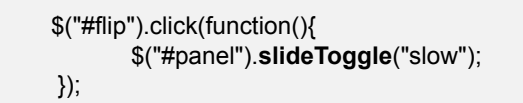 $("#flip").click(function(){
$("#panel").slideToggle("slow");
});